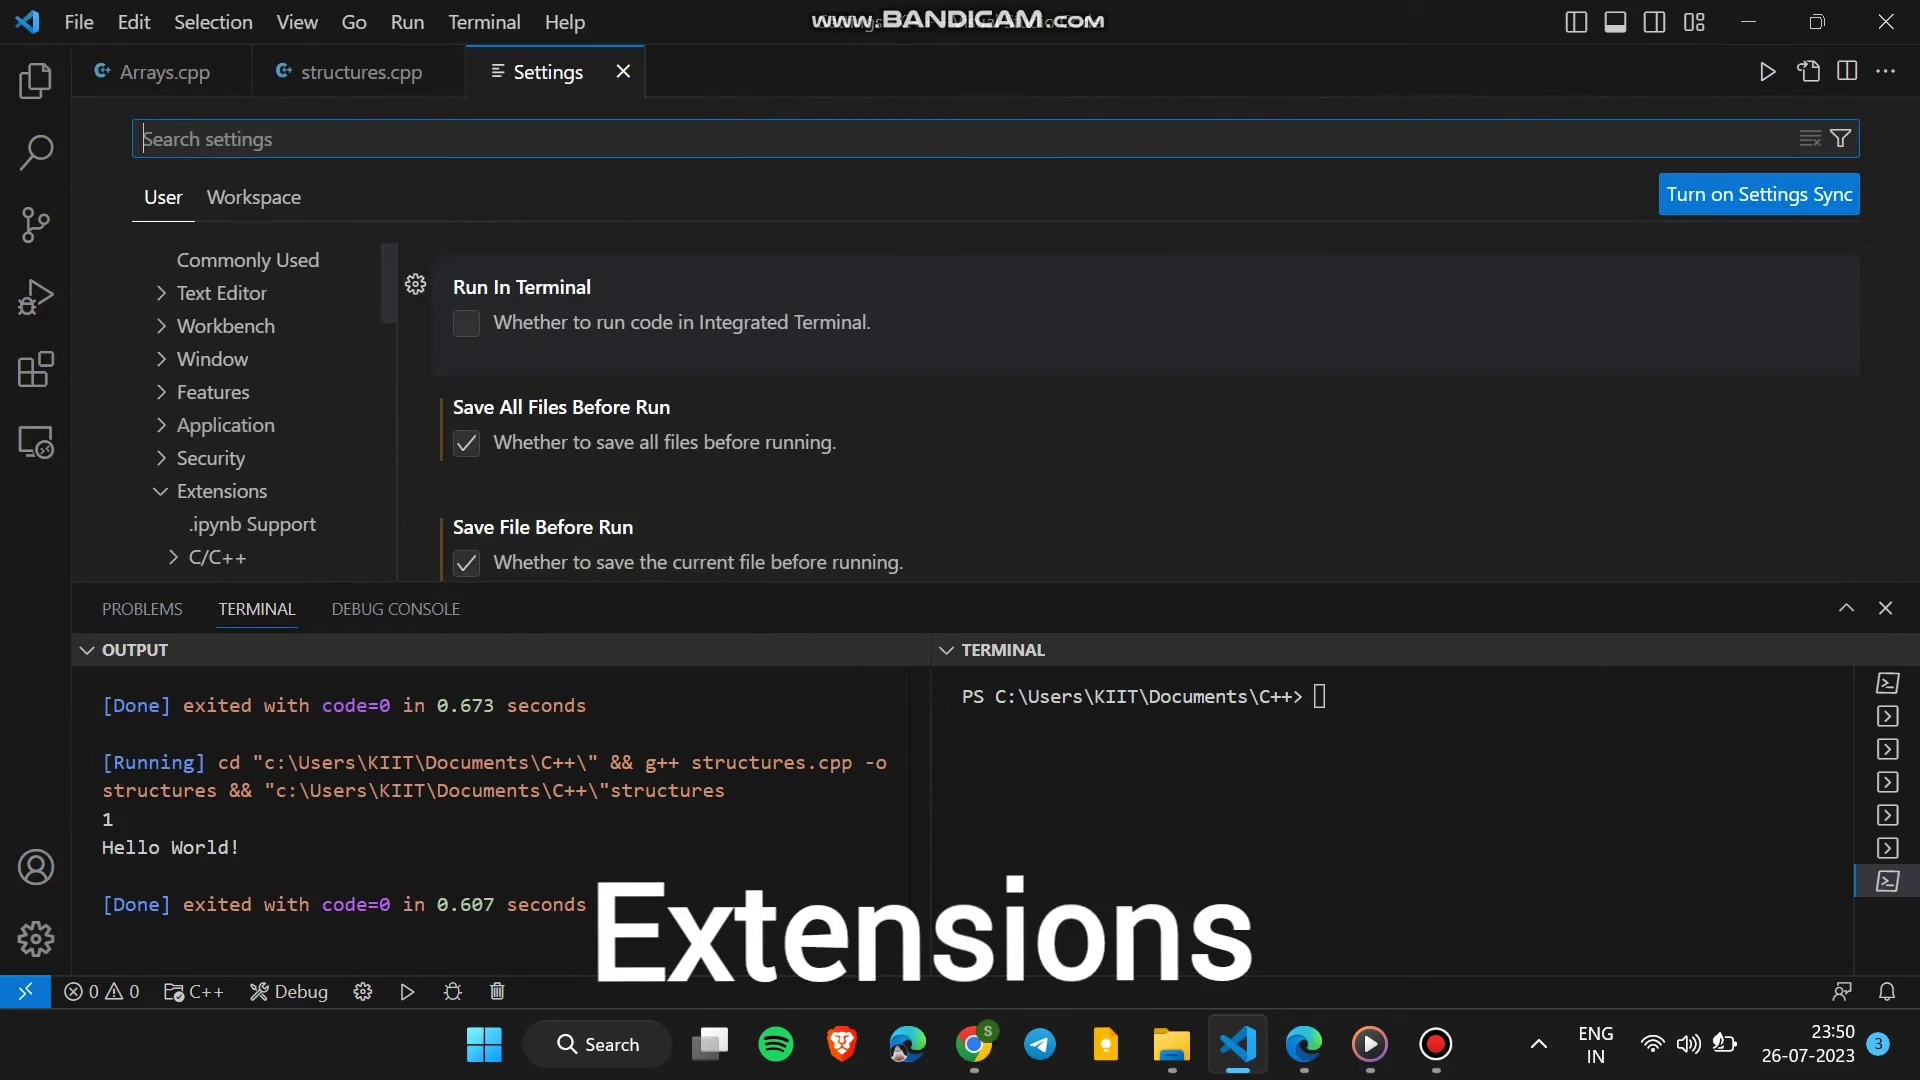 File Edit Selection View Go Run Terminal Help
www.BANDICAM.com
Arrays.cpp structures.cpp Settings
Search settings
User Workspace
Turn on Settings Sync
Commonly Used
Text Editor
Workbench
Window
Features
Application
Security
Extensions
.ipynb Support
C/C++
Run In Terminal
Whether to run code in Integrated Terminal.
Save All Files Before Run
Whether to save all files before running.
Save File Before Run
Whether to save the current file before running.
PROBLEMS TERMINAL DEBUG CONSOLE
OUTPUT
[Done] exited with code=0 in 0.673 seconds
[Running] cd "c:\Users\KIIT\Documents\C++\" && g++ structures.cpp -o
structures && "c:\Users\KIIT\Documents\C++\"structures
1
Hello World!
[Done] exited with code=0 in 0.607 seconds
TERMINAL
PS C:\Users\KIIT\Documents\C++>
Extensions
0 0 C++ Debug
Search
S
ENG
IN
23:50
26-07-2023
3